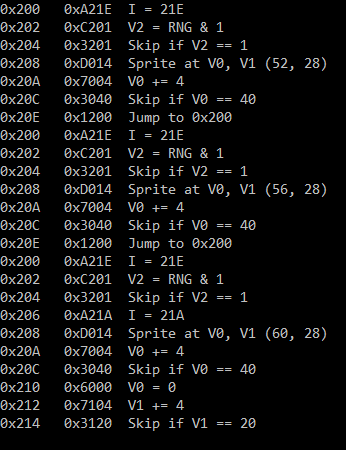 0x200 0xA21E I = 21E
0x202 0xC201 V2 = RNG & 1
0x204 0x3201 Skip if V2 == 1
0x208 0xD014 Sprite at V0, V1 (52, 28)
0x20A 0x7004 V0 += 4
0x20C 0x3040 Skip if V0 == 40
0x20E 0x1200 Jump to 0x200
0x200 0xA21E I = 21E
0x202 0xC201 V2 = RNG & 1
0x204 0x3201 Skip if V2 == 1
0x208 0xD014 Sprite at V0, V1 (56, 28)
0x20A 0x7004 V0 += 4
0x20C 0x3040 Skip if V0 == 40
0x20E 0x1200 Jump to 0x200
0x200 0xA21E I = 21E
0x202 0xC201 V2 = RNG & 1
0x204 0x3201 Skip if V2 == 1
0x206 0xA21A I = 21A
0x208 0xD014 Sprite at V0, V1 (60, 28)
0x20A 0x7004 V0 += 4
0x20C 0x3040 Skip if V0 == 40
0x210 0x6000 V0 = 0
0x212 0x7104 V1 += 4
0x214 0x3120 Skip if V1 == 20